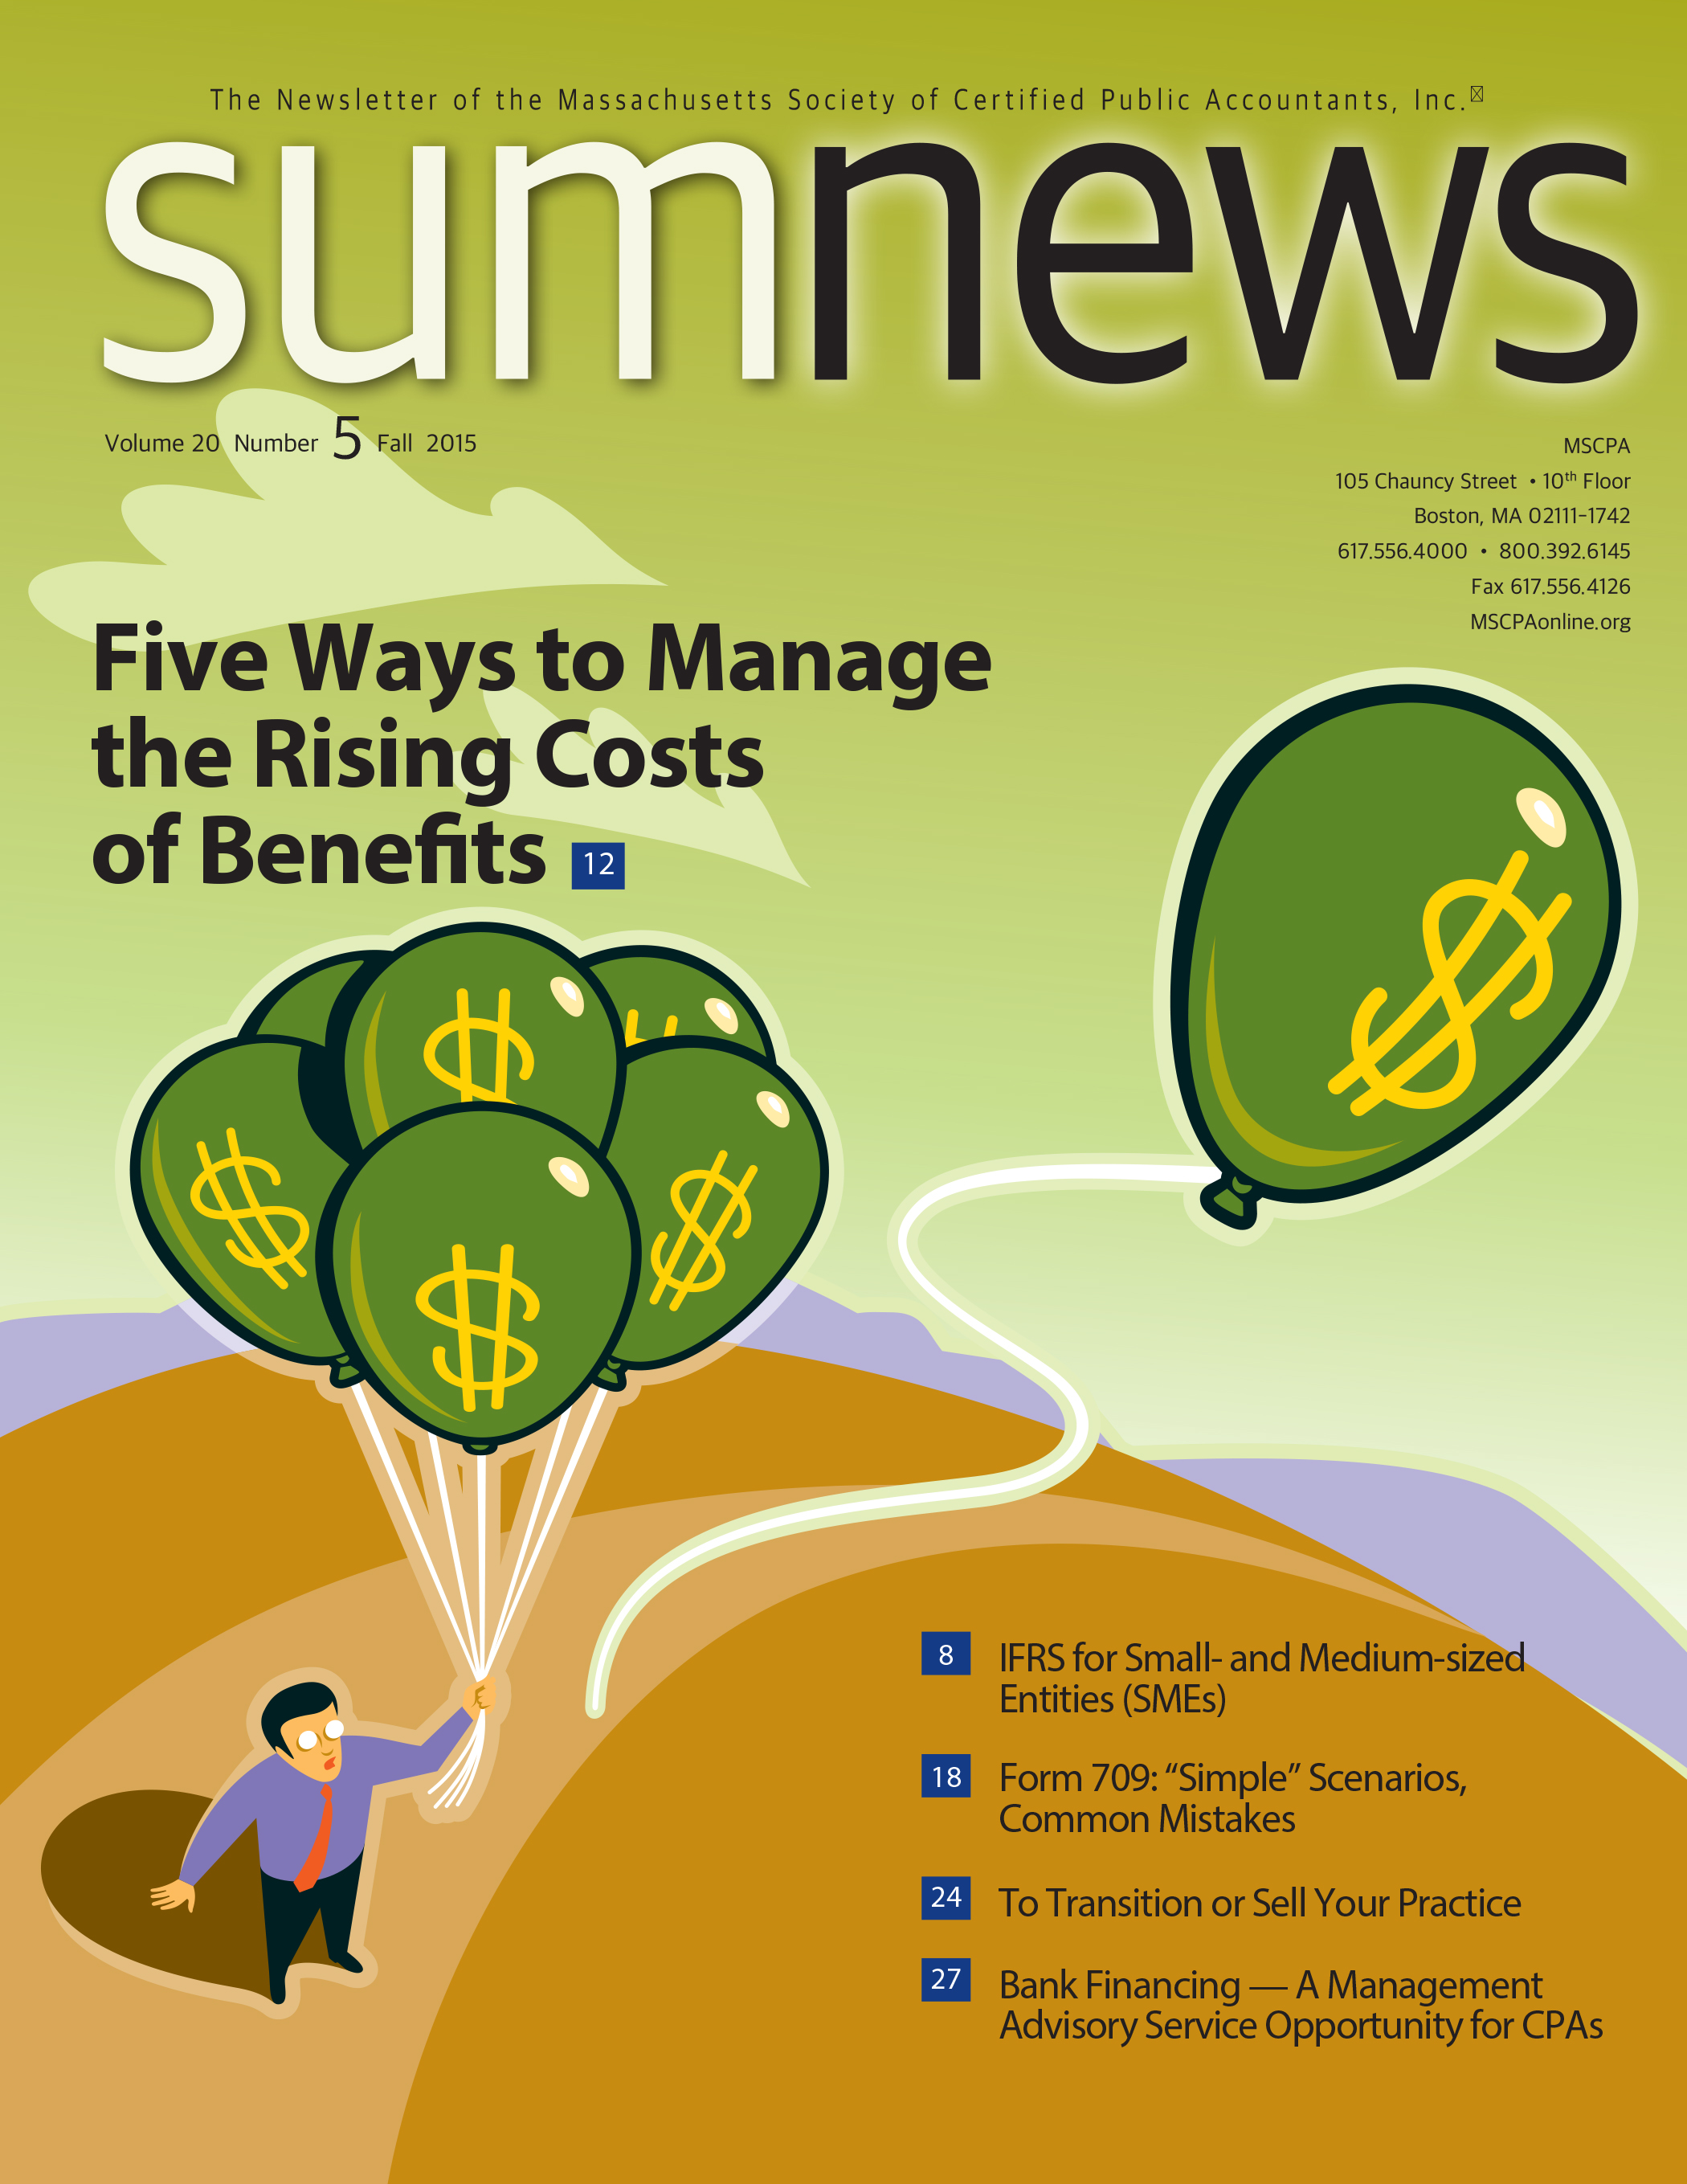 The Newsletter of the Massachusetts Society of Certified Public Accountants, Inc.
sumnews
Volume 20 Number 5 Fall 2015
MSCPA
105 Chauncy Street • 10th Floor
Boston, MA 02111-1742
617.556.4000 • 800.392.6145
Fax 617.556.4126
MSCPAonline.org
Five Ways to Manage
the Rising Costs
of Benefits 12
$
$
$
$
$
$
8 IFRS for Small- and Medium-sized
Entities (SMEs)
18 Form 709: “Simple” Scenarios,
Common Mistakes
24 To Transition or Sell Your Practice
27 Bank Financing — A Management
Advisory Service Opportunity for CPAs